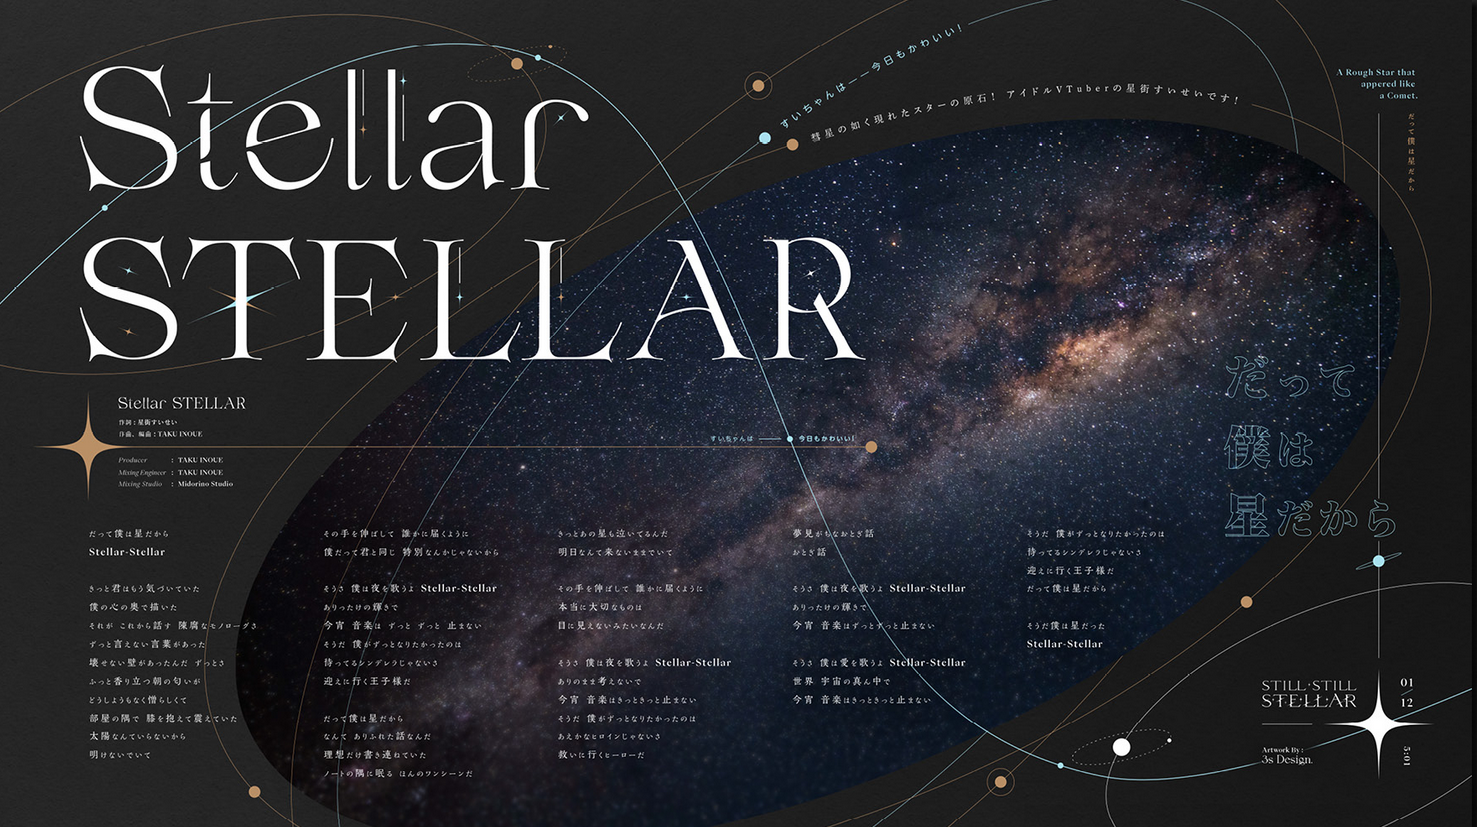 Stellar
STELLAR
すいちゃんは——今日もかわいい!
彗星の如く現れたスターの原石! アイドルVTuberの星街すいせいです!
A Rough Star that
appered like
a Comet.
だって僕は星だから
Stellar STELLAR
作詞:星街すいせい
作曲、編曲:TAKU INOUE
Producer : TAKU INOUE
Mixing Engineer : TAKU INOUE
Mixing Studio : Midorino Studio
すいちゃんは —— 今日もかわいい!
だって
僕は
星だから
だって僕は星だから
Stellar-Stellar
きっと君はもう気づいていた
僕の心の奥で描いた
それが これから話す 陳腐なモノローグさ
ずっと言えない言葉があった
壊せない壁があったんだ ずっとさ
ふっと香り立つ朝の匂いが
どうしようもなく憎らしくて
部屋の隅で 膝を抱えて震えていた
太陽なんていらないから
明けないでいて
その手を伸ばして 誰かに届くように
僕だって君と同じ 特別なんかじゃないから
そうさ 僕は夜を歌うよ Stellar-Stellar
ありったけの輝きで
今宵 音楽は ずっと ずっと 止まない
そうだ 僕がずっとなりたかったのは
待ってるシンデレラじゃないさ
迎えに行く王子様だ
だって僕は星だから
なんて ありふれた話なんだ
理想だけ書き連ねていた
ノートの隅に眠る ほんのワンシーンだ
きっとあの星も泣いてるんだ
明日なんて来ないままでいて
その手を伸ばして 誰かに届くように
本当に大切なものは
目に見えないみたいなんだ
そうさ 僕は夜を歌うよ Stellar-Stellar
ありのまま考えないで
今宵 音楽はきっときっと止まない
そうだ 僕がずっとなりたかったのは
あえかなヒロインじゃないさ
救いに行くヒーローだ
夢見がちなおとぎ話
おとぎ話
そうさ 僕は夜を歌うよ Stellar-Stellar
ありったけの輝きで
今宵 音楽はずっとずっと止まない
そうさ 僕は愛を歌うよ Stellar-Stellar
世界 宇宙の真ん中で
今宵 音楽はきっときっと止まない
そうだ 僕がずっとなりたかったのは
待ってるシンデレラじゃないさ
迎えに行く王子様だ
だって僕は星だから
そうだ僕は星だった
Stellar-Stellar
STILL·STILL
STELLAR
01
12
Artwork By :
3s Design.
5:01